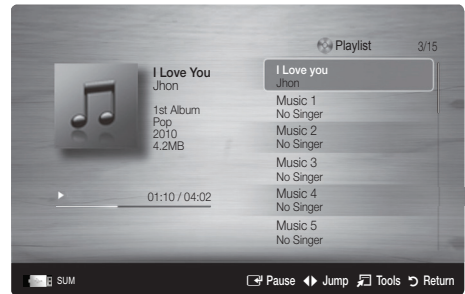 Playlist 3/15
I Love You
Jhon
1st Album
Pop
2010
4.2MB
01:10 / 04:02
I Love you
Jhon
Music 1
No Singer
Music 2
No Singer
Music 3
No Singer
Music 4
No Singer
Music 5
No Singer
SUM Pause Jump Tools Return